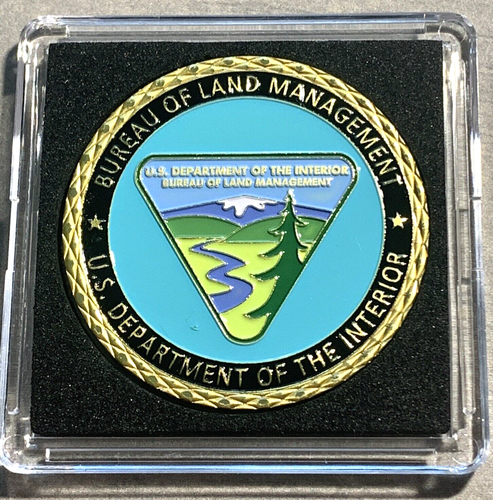 BUREAU OF LAND MANAGEMENT
U.S. DEPARTMENT OF THE INTERIOR
BUREAU OF LAND MANAGEMENT
U.S. DEPARTMENT OF THE INTERIOR